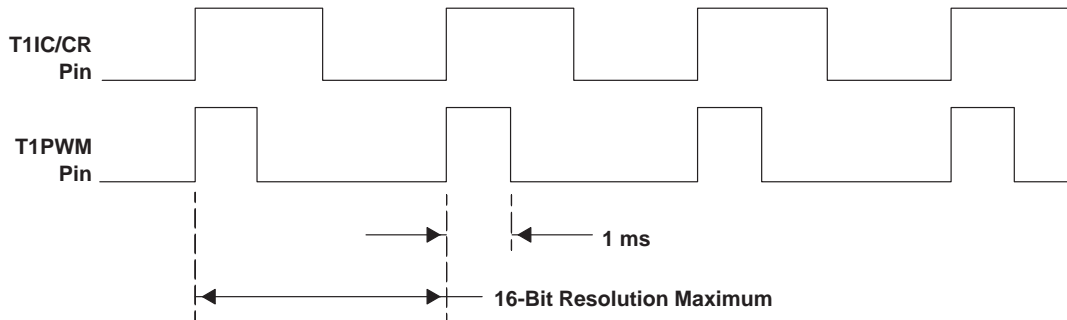 T1IC/CR
Pin
T1PWM
Pin
1 ms
16-Bit Resolution Maximum